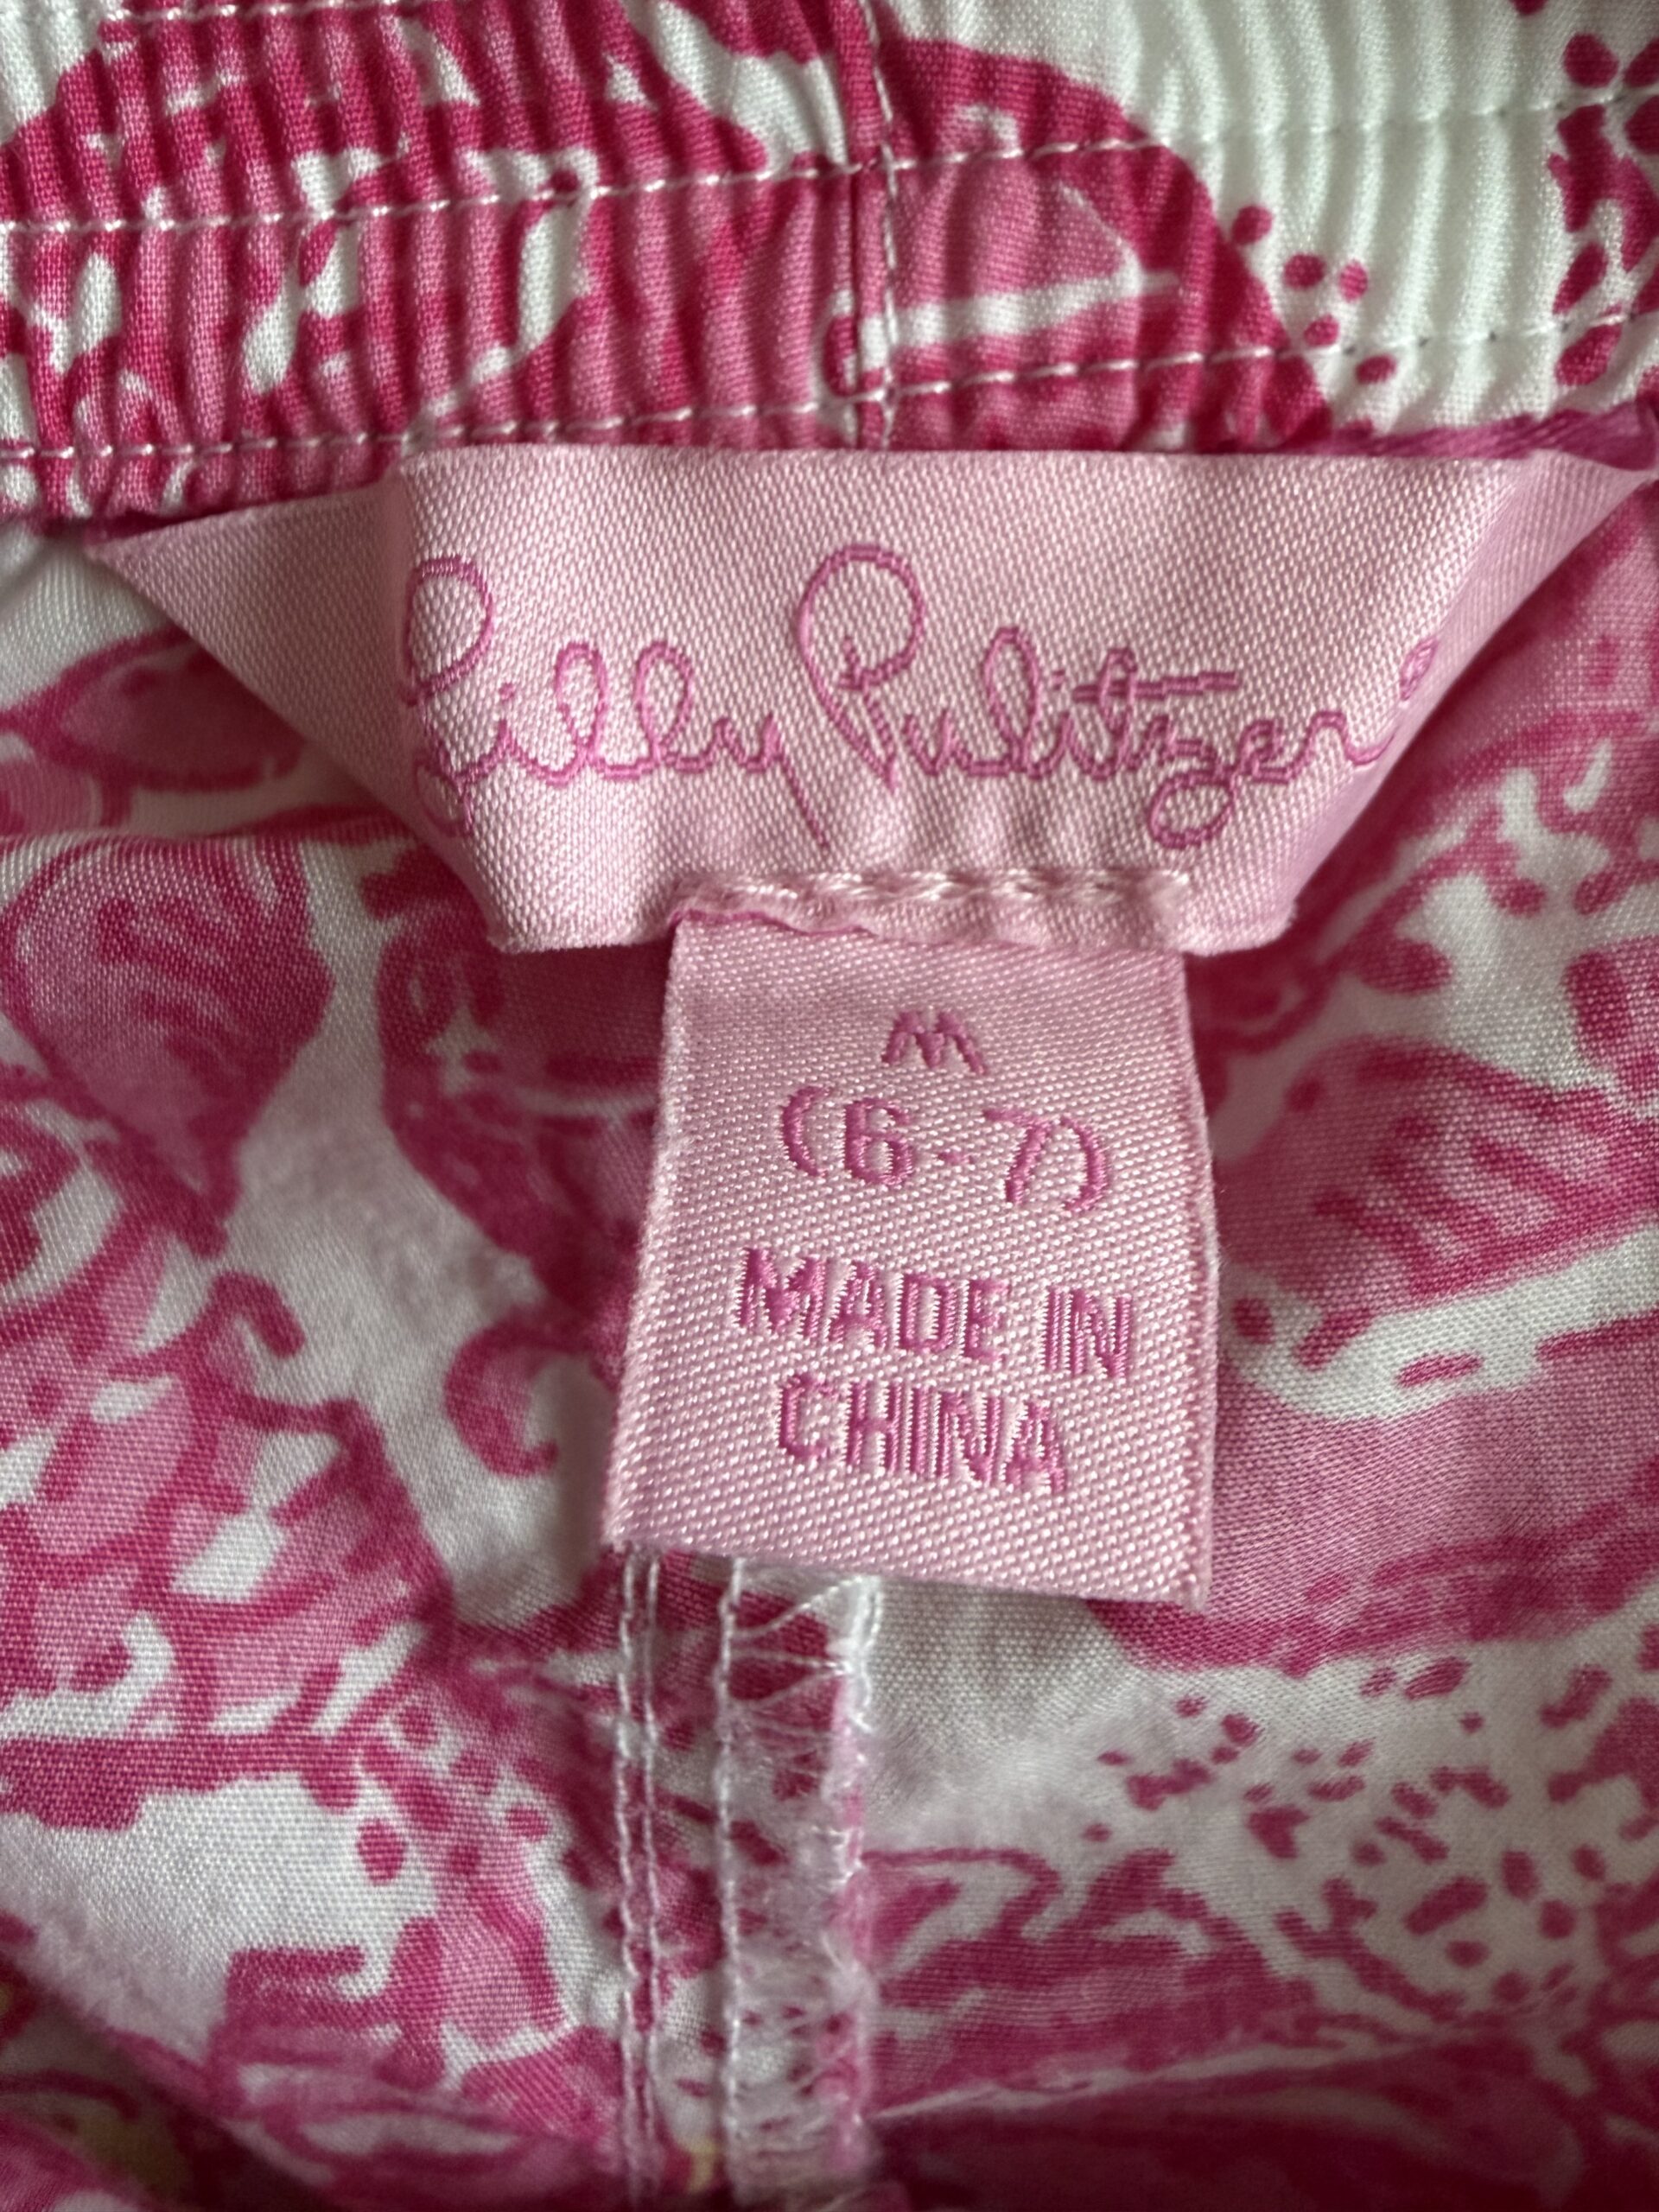 Lilly Pulitzer®
M
(6-7)
MADE IN
CHINA